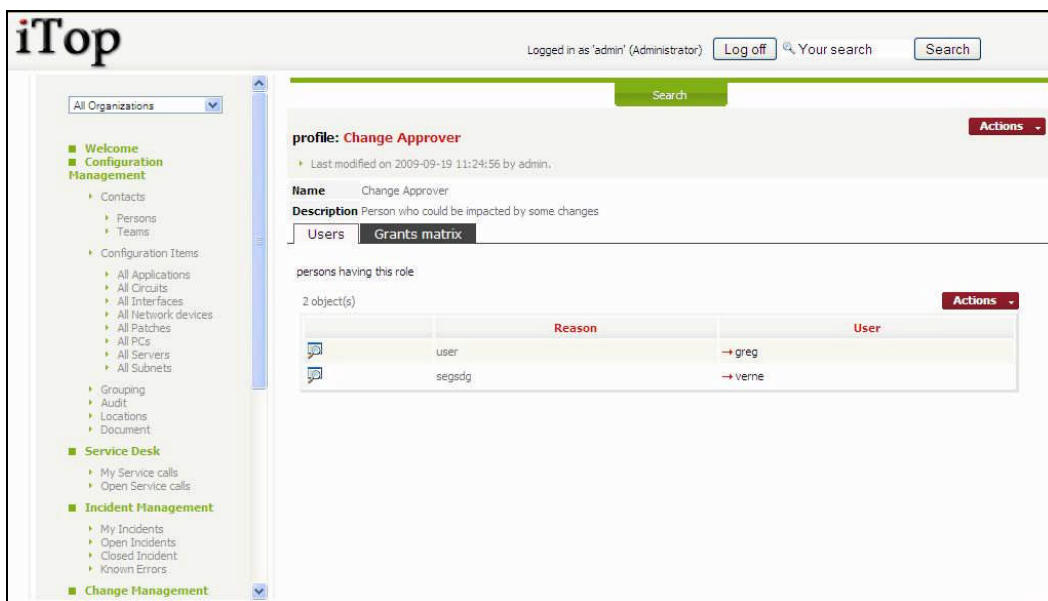 iTop
Logged in as 'admin' (Administrator) Log off Your search Search
All Organizations
Welcome
Configuration
Management
Contacts
Persons
Teams
Configuration Items
All Applications
All Circuits
All Interfaces
All Network devices
All Patches
All PCs
All Servers
All Subnets
Grouping
Audit
Locations
Document
Service Desk
My Service calls
Open Service calls
Incident Management
My Incidents
Open Incidents
Closed Incident
Known Errors
Change Management
Search
Actions
profile: Change Approver
Last modified on 2009-09-19 11:24:56 by admin.
Name Change Approver
Description Person who could be impacted by some changes
Users Grants matrix
persons having this role
2 object(s) Actions
Reason User
user → greg
segsdg → verne